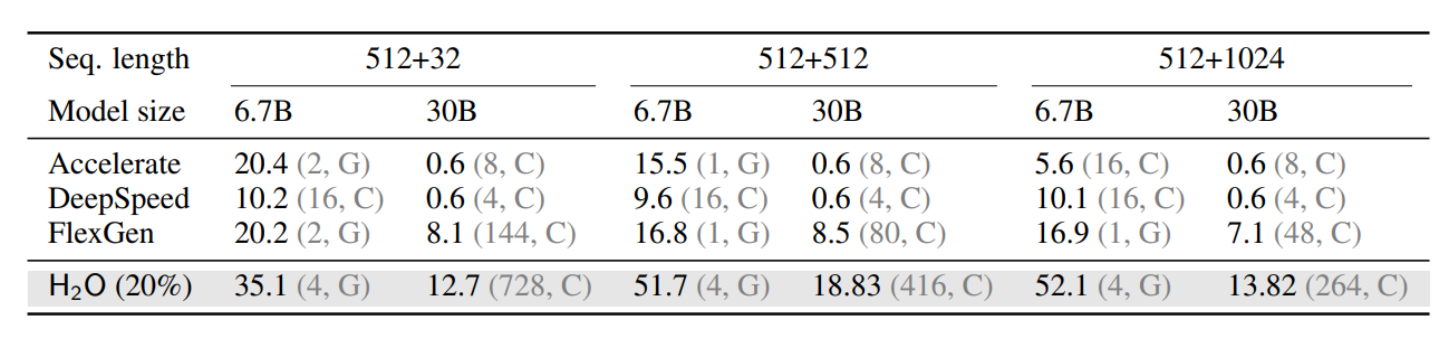 Seq. length 512+32 512+512 512+1024
Model size 6.7B 30B 6.7B 30B 6.7B 30B
Accelerate 20.4 (2, G) 0.6 (8, C) 15.5 (1, G) 0.6 (8, C) 5.6 (16, C) 0.6 (8, C)
DeepSpeed 10.2 (16, C) 0.6 (4, C) 9.6 (16, C) 0.6 (4, C) 10.1 (16, C) 0.6 (4, C)
FlexGen 20.2 (2, G) 8.1 (144, C) 16.8 (1, G) 8.5 (80, C) 16.9 (1, G) 7.1 (48, C)
H₂O (20%) 35.1 (4, G) 12.7 (728, C) 51.7 (4, G) 18.83 (416, C) 52.1 (4, G) 13.82 (264, C)